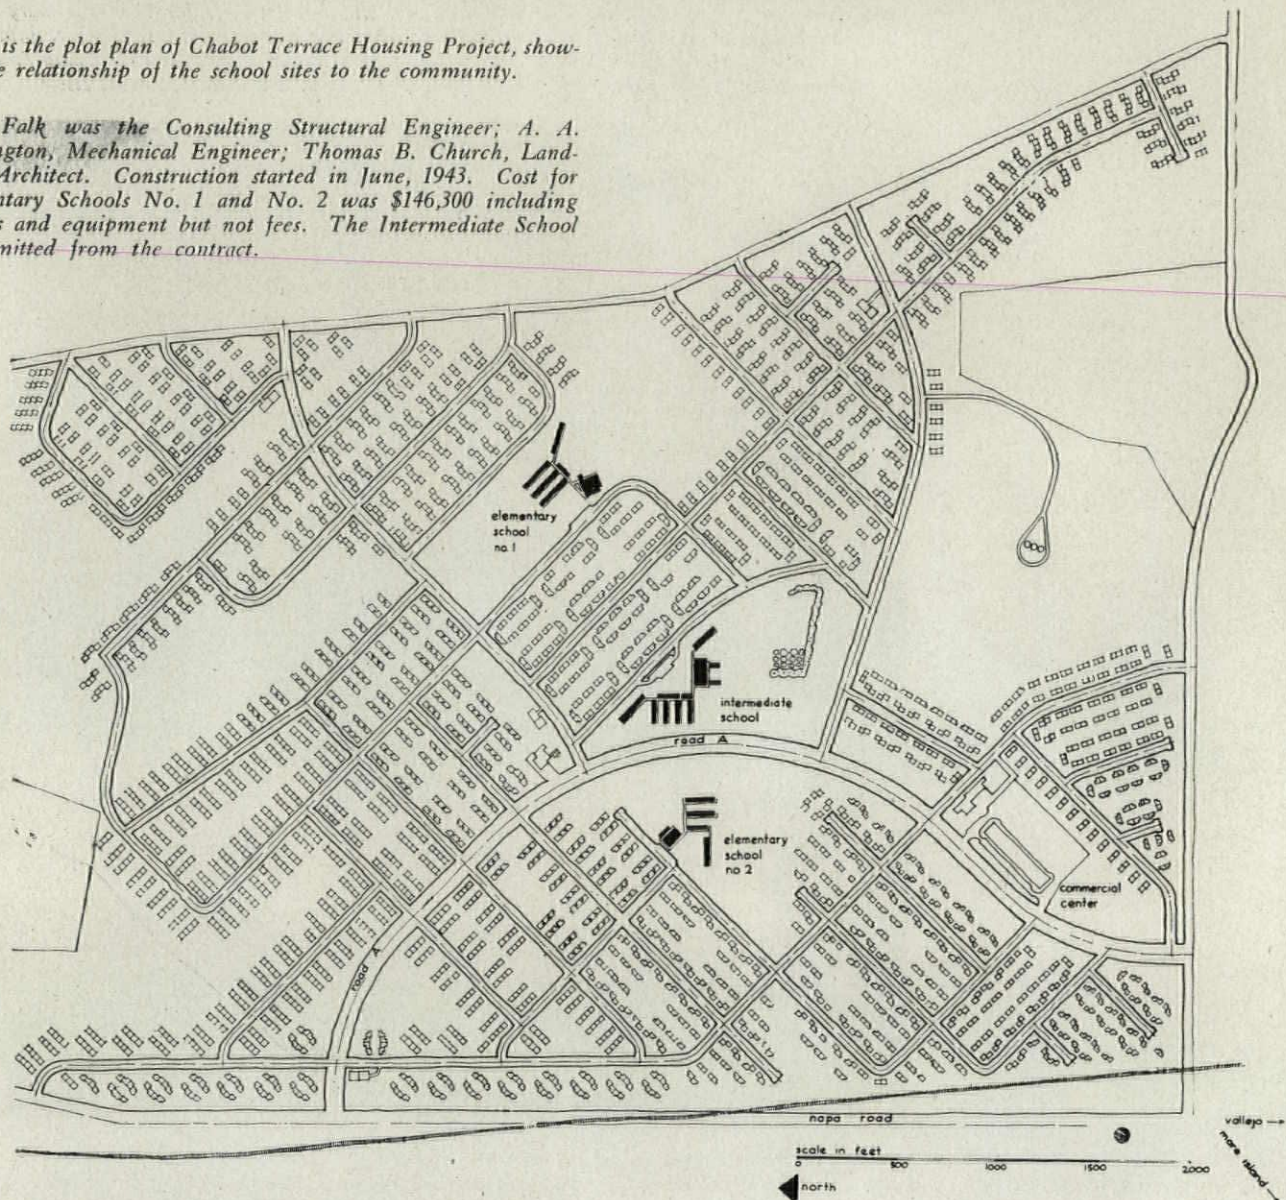 is the plot plan of Chabot Terrace Housing Project, show-
e relationship of the school sites to the community.
Falk was the Consulting Structural Engineer; A. A.
gton, Mechanical Engineer; Thomas B. Church, Land-
Architect. Construction started in June, 1943. Cost for
ntary Schools No. 1 and No. 2 was $146,300 including
s and equipment but not fees. The Intermediate School
mitted from the contract.
elementary
school
no. 1
intermediate
school
road A
elementary
school
no 2
commercial
center
road A
napa road
vallejo →
mare island
scale in feet
0 500 1000 1500 2000
north